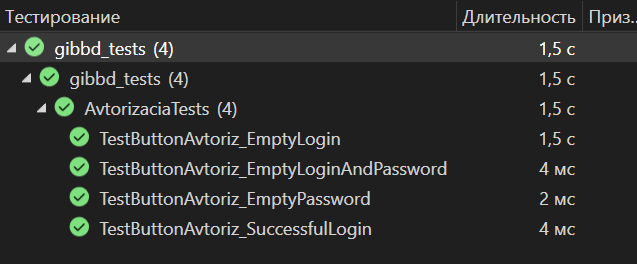 Тестирование Длительность Приз...
gibbd_tests (4) 1,5 с
gibbd_tests (4) 1,5 с
AvtorizaciaTests (4) 1,5 с
TestButtonAvtoriz_EmptyLogin 1,5 с
TestButtonAvtoriz_EmptyLoginAndPassword 4 мс
TestButtonAvtoriz_EmptyPassword 2 мс
TestButtonAvtoriz_SuccessfulLogin 4 мс